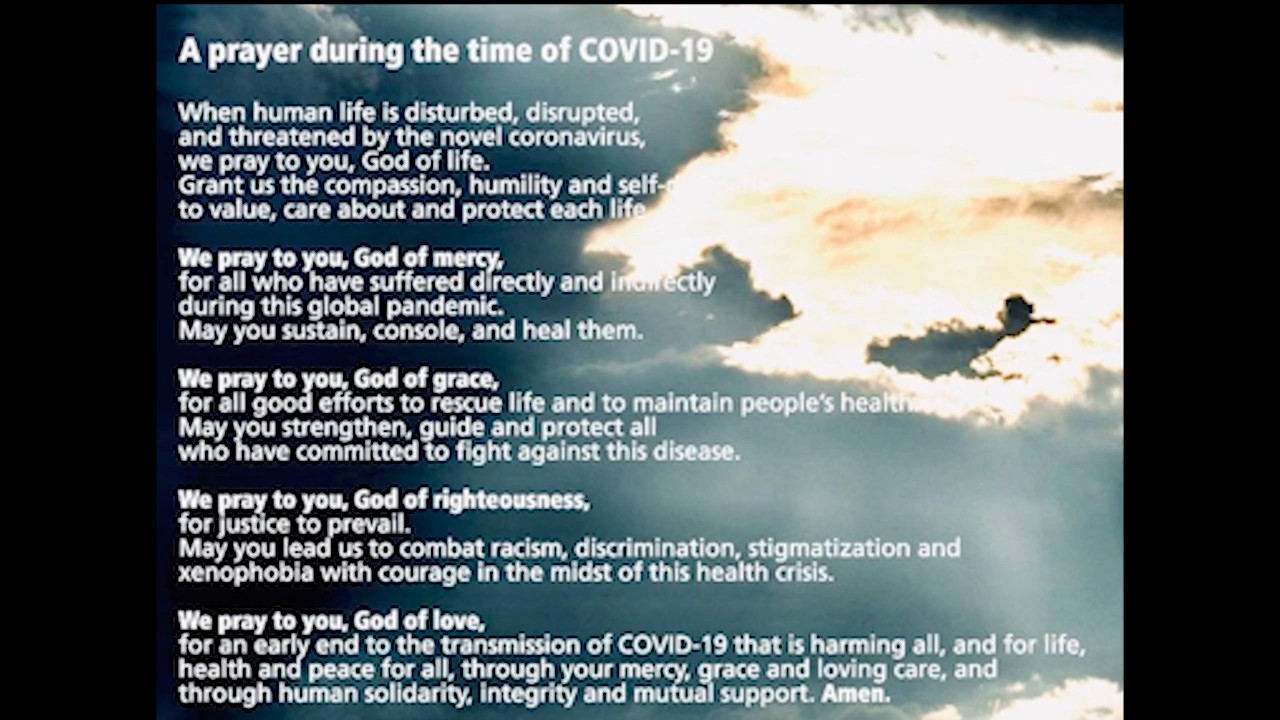 A prayer during the time of COVID-19
When human life is disturbed, disrupted,
and threatened by the novel coronavirus,
we pray to you, God of life.
Grant us the compassion, humility and
to value, care about and protect each life
We pray to you, God of mercy,
for all who have suffered directly and indirectly
during this global pandemic.
May you sustain, console, and heal them.
We pray to you, God of grace,
for all good efforts to rescue life and to maintain people's health.
May you strengthen, guide and protect all
who have committed to fight against this disease.
We pray to you, God of righteousness,
for justice to prevail.
May you lead us to combat racism, discrimination, stigmatization and
xenophobia with courage in the midst of this health crisis.
We pray to you, God of love,
for an early end to the transmission of COVID-19 that is harming all, and for life,
health and peace for all, through your mercy, grace and loving care, and
through human solidarity, integrity and mutual support. Amen.